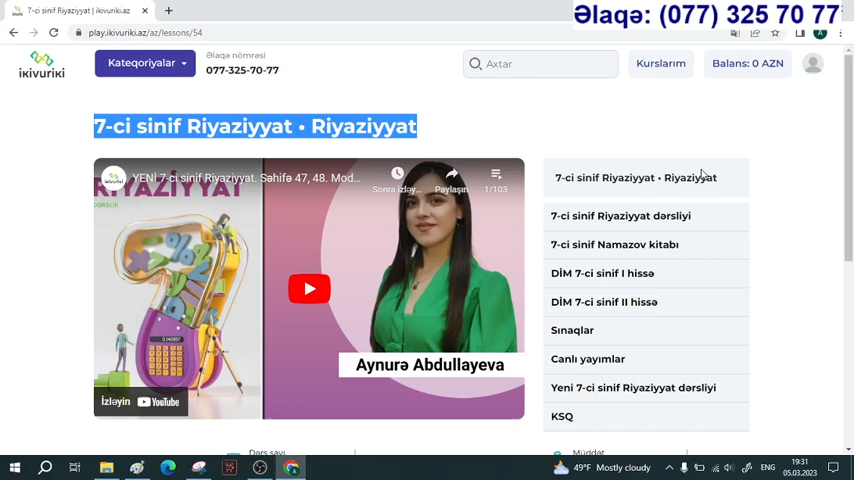 7-ci sinif Riyaziyyat | ikivuriki.az
Əlaqə: (077) 325 70 77
play.ikivuriki.az/az/lessons/54
ikivuriki
Kateqoriyalar
Əlaqə nömrəsi
077-325-70-77
Axtar
Kurslarım
Balans: 0 AZN
7-ci sinif Riyaziyyat • Riyaziyyat
YENİ 7-ci sinif Riyaziyyat. Səhifə 47, 48. Mod...
Sonra izləy...
Paylaşın
1/103
RİYAZİYYAT
DƏRSLİK
Aynurə Abdullayeva
İzləyin
YouTube
7-ci sinif Riyaziyyat • Riyaziyyat
7-ci sinif Riyaziyyat dərsliyi
7-ci sinif Namazov kitabı
DİM 7-ci sinif I hissə
DİM 7-ci sinif II hissə
Sınaqlar
Canlı yayımlar
Yeni 7-ci sinif Riyaziyyat dərsliyi
KSQ
Dərs sayı
Müddət
49°F Mostly cloudy
ENG
19:31
05.03.2023